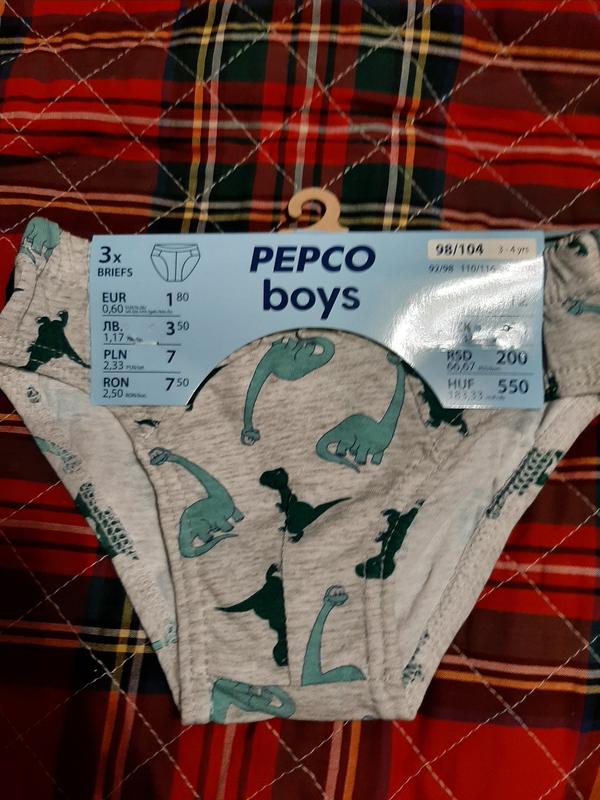 3x
BRIEFS
PEPCO
boys
98/104 3 - 4 yrs
92/98 110/116
EUR 1 80
0,60
ЛВ. 3 50
1,17
PLN 7
2,33
RON 7 50
2,50
RSD 200
66,67
HUF 550
183,33